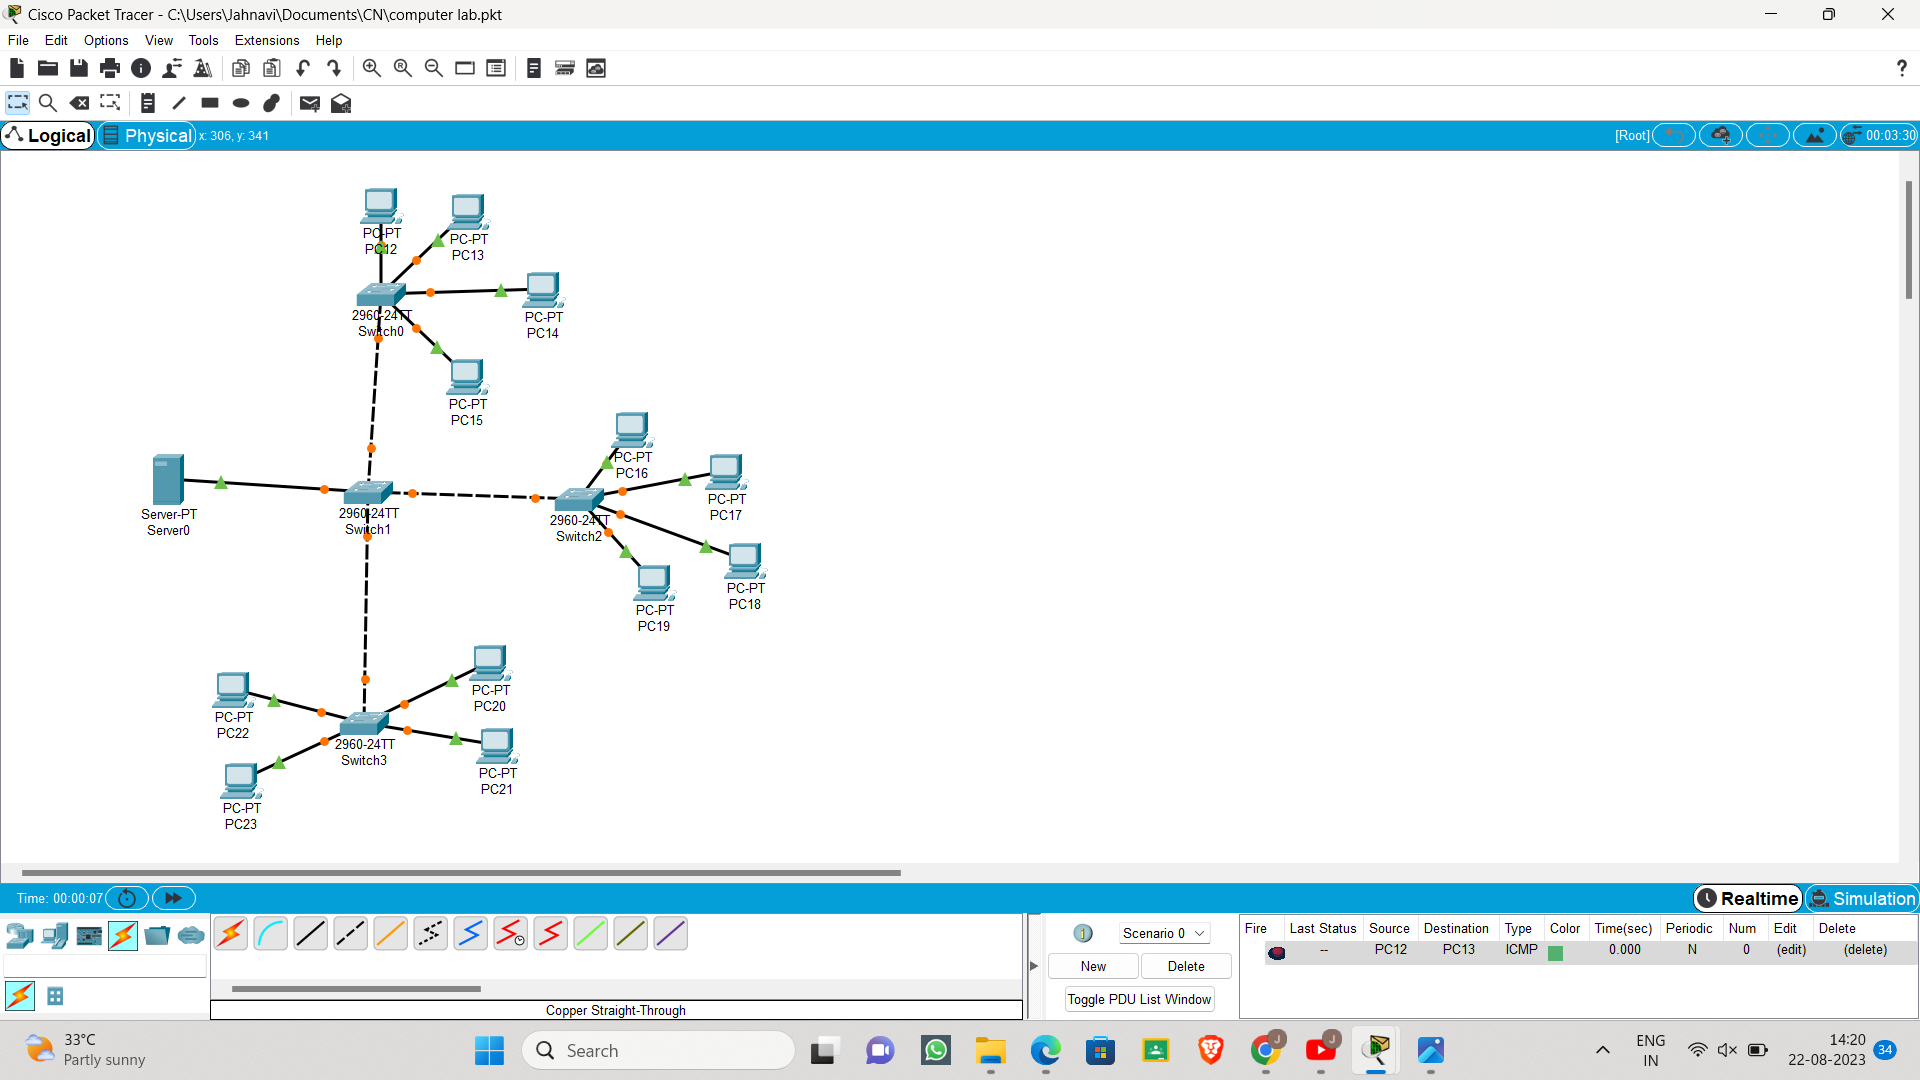 Cisco Packet Tracer - C:\Users\Jahnavi\Documents\CN\computer lab.pkt
File Edit Options View Tools Extensions Help
?
Logical Physical x: 306, y: 341 [Root] 00:03:30
PC-PT
PC12
PC-PT
PC13
2960-24TT
Switch0
PC-PT
PC14
PC-PT
PC15
PC-PT
PC16
PC-PT
PC17
Server-PT
Server0
2960-24TT
Switch1
2960-24TT
Switch2
PC-PT
PC18
PC-PT
PC19
PC-PT
PC20
PC-PT
PC22
2960-24TT
Switch3
PC-PT
PC21
PC-PT
PC23
Time: 00:00:07 Realtime Simulation
Scenario 0
New Delete
Toggle PDU List Window
Fire Last Status Source Destination Type Color Time(sec) Periodic Num Edit Delete
-- PC12 PC13 ICMP 0.000 N 0 (edit) (delete)
Copper Straight-Through
33°C
Partly sunny
Search
J
J
ENG
IN
14:20
22-08-2023
34